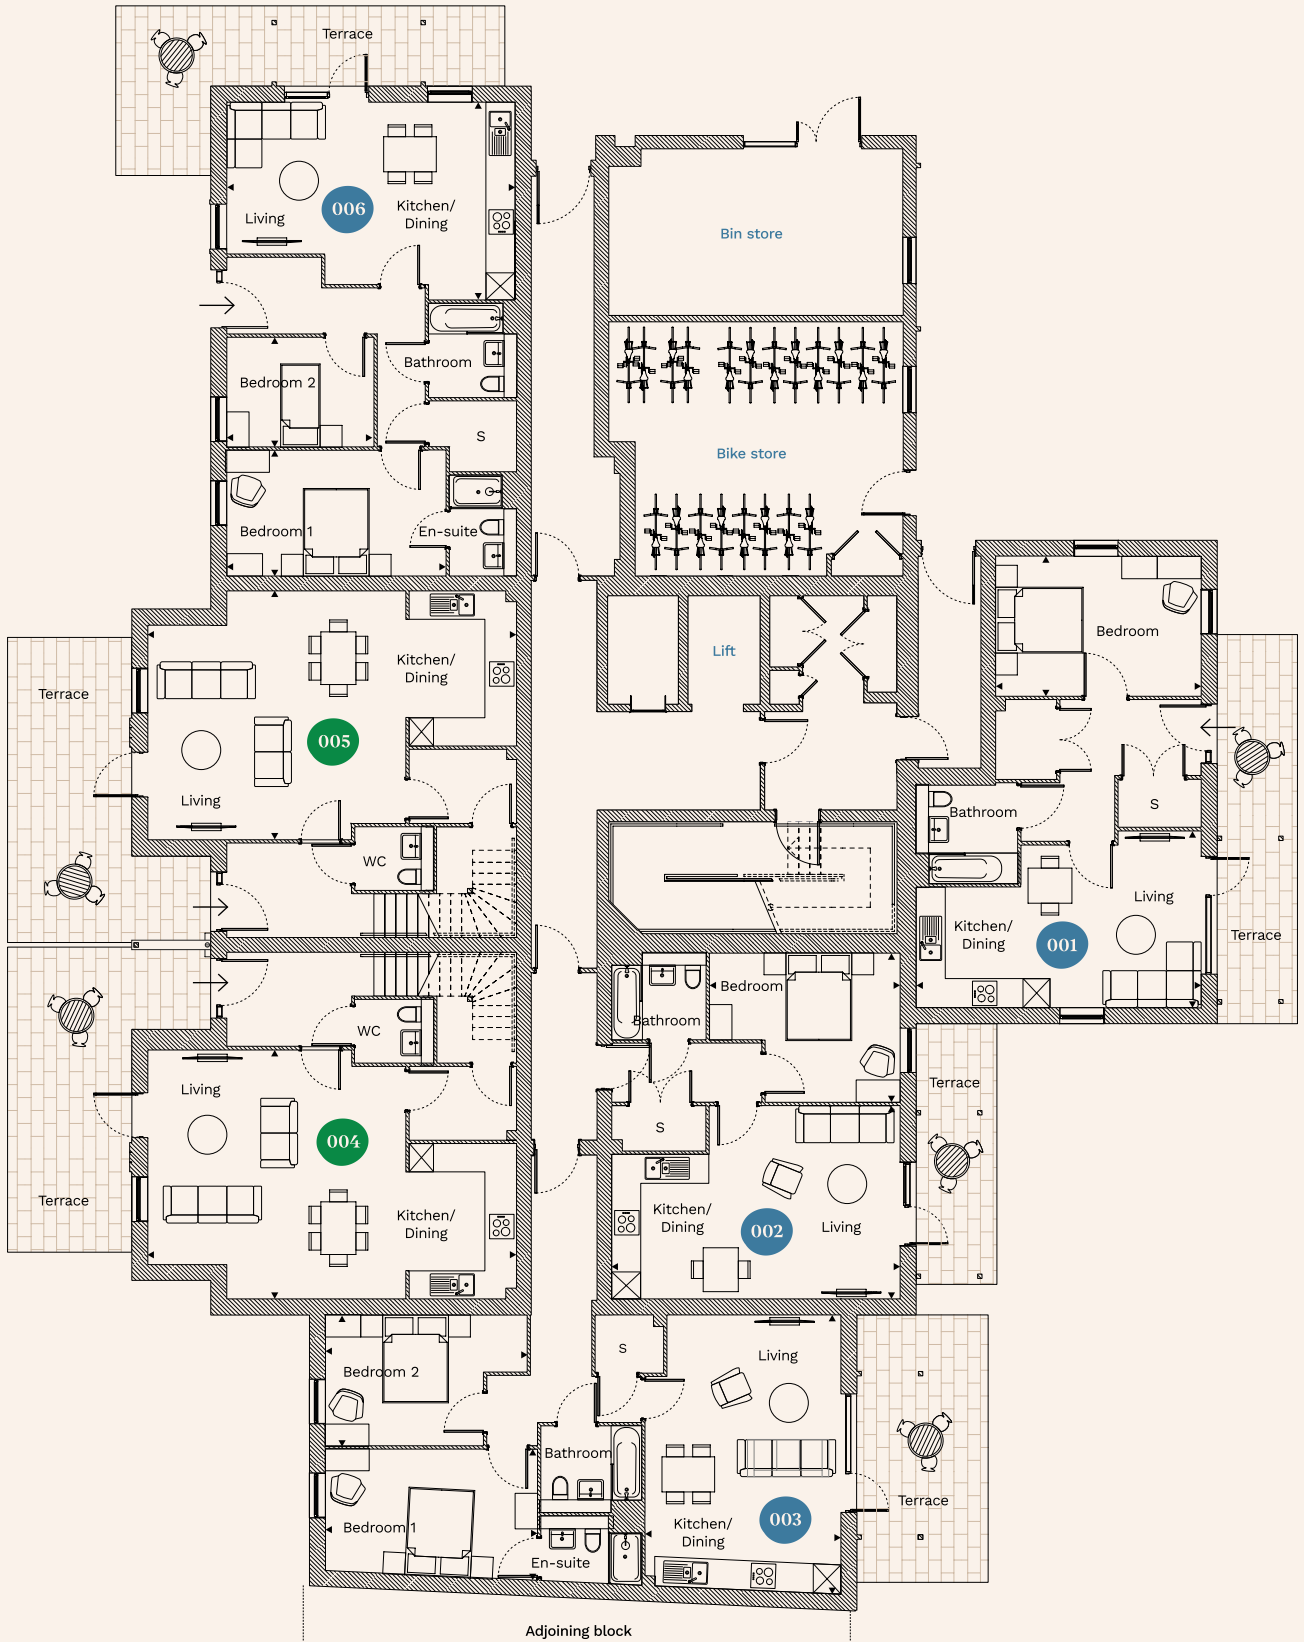 Terrace
006
Living
Kitchen/
Dining
Bin store
Bathroom
Bedroom 2
S
Bike store
Bedroom 1
En-suite
Lift
Bedroom
Kitchen/
Dining
Terrace
005
Living
WC
S
Bathroom
Living
Kitchen/
Dining
001
Terrace
Bedroom
Bathroom
WC
Living
Terrace
S
004
Terrace
Kitchen/
Dining
Kitchen/
Dining
002
Living
S
Living
Bedroom 2
Bathroom
Terrace
003
Kitchen/
Dining
Bedroom 1
En-suite
Adjoining block